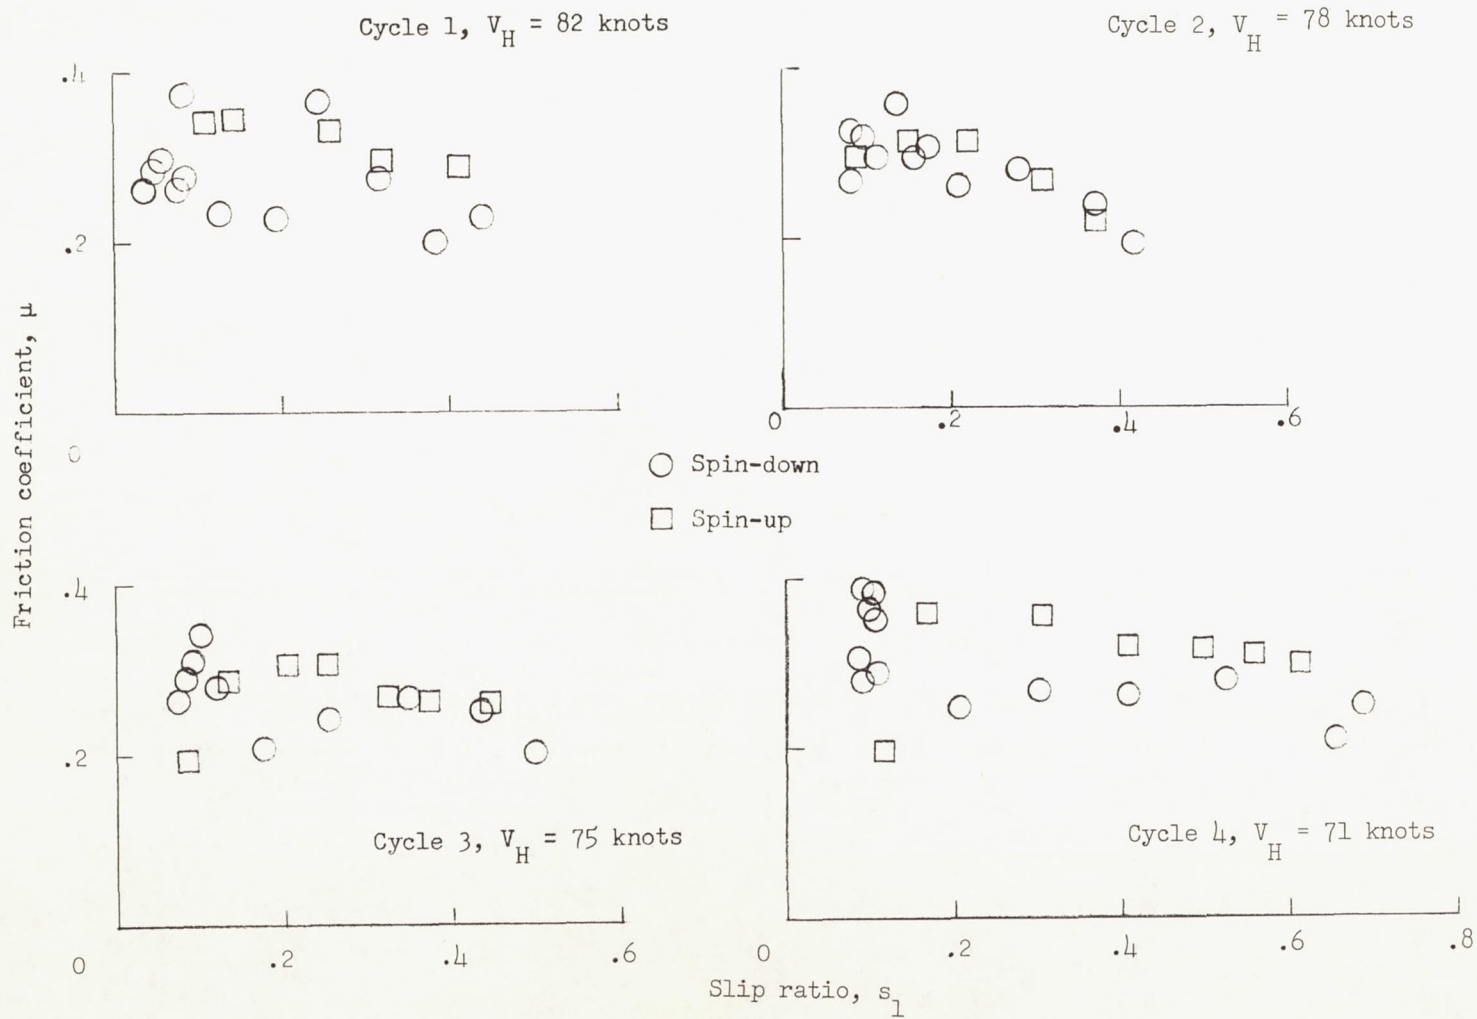 Cycle 1, V_H = 82 knots
Cycle 2, V_H = 78 knots
.4
.2
0
0 .2 .4 .6
Friction coefficient, μ
Spin-down
Spin-up
.4
.2
Cycle 3, V_H = 75 knots
Cycle 4, V_H = 71 knots
0 .2 .4 .6
0 .2 .4 .6 .8
Slip ratio, s_1